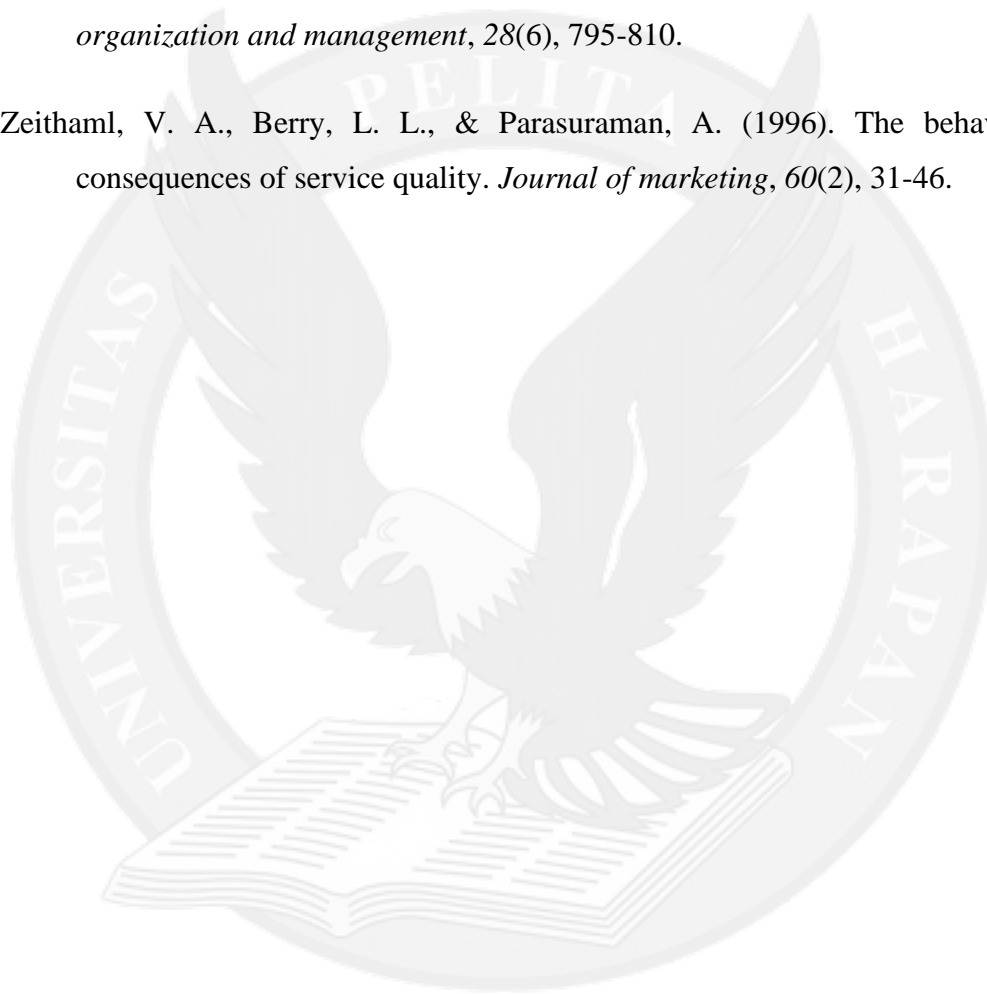 organization and management, 28(6), 795-810.
Zeithaml, V. A., Berry, L. L., & Parasuraman, A. (1996). The
consequences of service quality. Journal of marketing, 60(2), 31-46.
UNIVERSITAS PELITA HARAPAN